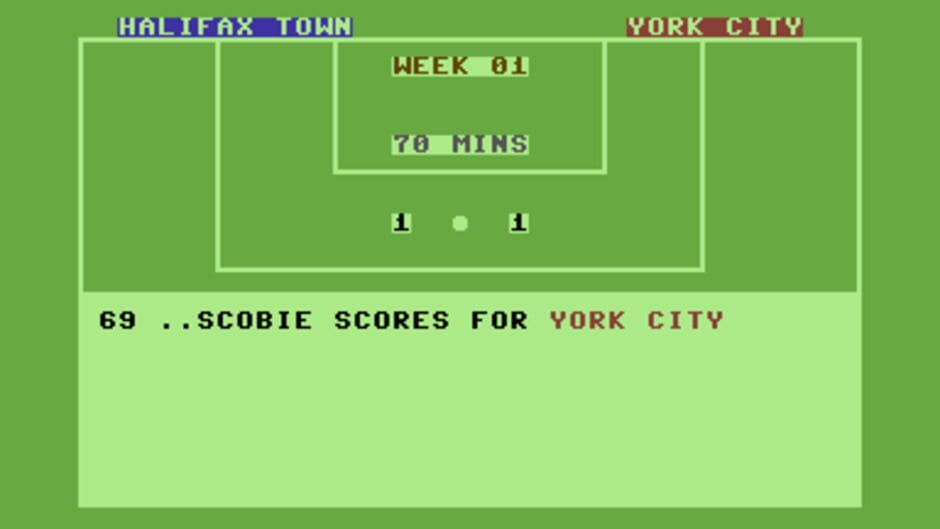 HALIFAX TOWN YORK CITY
WEEK 01
70 MINS
1 1
69 ..SCOBIE SCORES FOR YORK CITY